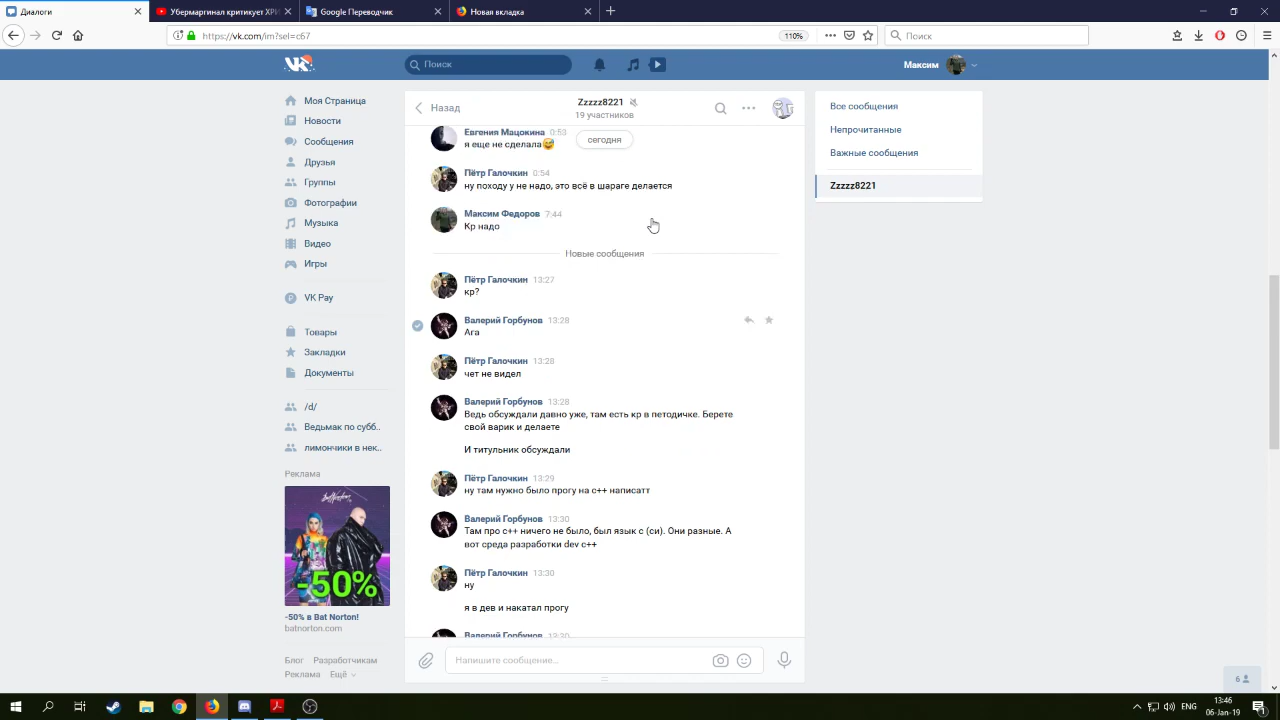 Диалоги
Убермаргинал критикует ХРИ
Google Переводчик
Новая вкладка
https://vk.com/im?sel=c67
110%
Поиск
Поиск
Максим
Моя Страница
Новости
Сообщения
Друзья
Группы
Фотографии
Музыка
Видео
Игры
VK Pay
Товары
Закладки
Документы
/d/
Ведьмак по субб..
лимончики в нек..
Реклама
Bat Norton
-50%
-50% в Bat Norton!
batnorton.com
Блог Разработчикам
Реклама Ещё
Назад
Zzzzz8221
19 участников
сегодня
Евгения Мацокина 0:53
я еще не сделала
Пётр Галочкин 0:54
ну походу у не надо, это всё в шараге делается
Максим Федоров 7:44
Кр надо
Новые сообщения
Пётр Галочкин 13:27
кр?
Валерий Горбунов 13:28
Ага
Пётр Галочкин 13:28
чет не видел
Валерий Горбунов 13:28
Ведь обсуждали давно уже, там есть кр в петодичке. Берете
свой варик и делаете
И титульник обсуждали
Пётр Галочкин 13:29
ну там нужно было прогу на с++ написатт
Валерий Горбунов 13:30
Там про с++ ничего не было, был язык с (си). Они разные. А
вот среда разработки dev c++
Пётр Галочкин 13:30
ну
я в дев и накатал прогу
Валерий Горбунов 13:30
Напишите сообщение...
Все сообщения
Непрочитанные
Важные сообщения
Zzzzz8221
6
ENG
13:46
06-Jan-19